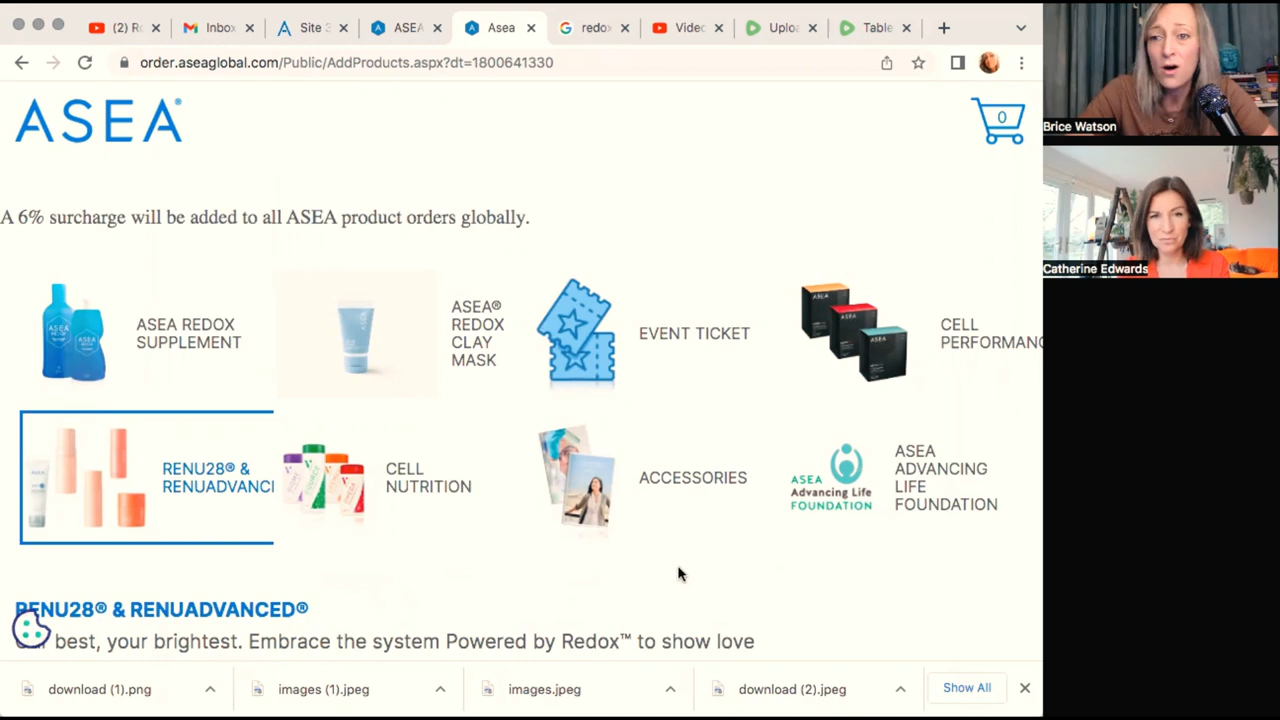 (2) Ro
Inbox
Site 3
ASEA
Asea
redox
Video
Uploa
Table
order.aseaglobal.com/Public/AddProducts.aspx?dt=1800641330
ASEA®
0
A 6% surcharge will be added to all ASEA product orders globally.
ASEA REDOX
SUPPLEMENT
ASEA®
REDOX
CLAY
MASK
EVENT TICKET
CELL
PERFORMANC
RENU28® &
RENUADVANC
CELL
NUTRITION
ACCESSORIES
ASEA
Advancing Life
FOUNDATION
ASEA
ADVANCING
LIFE
FOUNDATION
RENU28® & RENUADVANCED®
best, your brightest. Embrace the system Powered by Redox™ to show love
download (1).png
images (1).jpeg
images.jpeg
download (2).jpeg
Show All
Brice Watson
Catherine Edwards